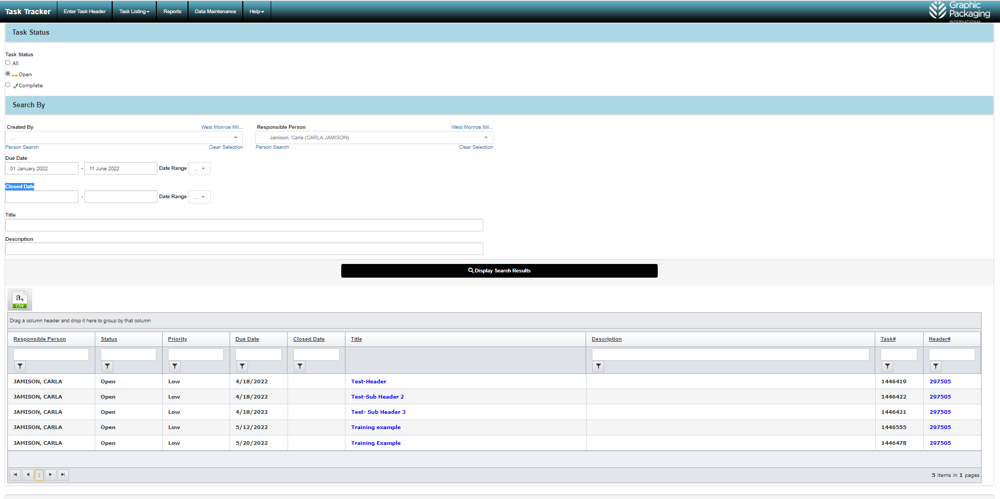 Task Tracker Enter Task Header Task Listing Reports Data Maintenance Help
Graphic
Packaging
INTERNATIONAL
Task Status
Task Status
All
Open
Complete
Search By
Created By West Monroe Mil... Responsible Person West Monroe Mil...
... Jamison, Carla (CARLA.JAMISON)
Person Search Clear Selection Person Search Clear Selection
Due Date
01 January 2022 - 11 June 2022 Date Range ...
Closed Date
- Date Range ...
Title
Description
Display Search Results
a,
CSV
Drag a column header and drop it here to group by that column
Responsible Person Status Priority Due Date Closed Date Title Description Task# Header#
JAMISON, CARLA Open Low 4/18/2022 Test-Header 1446419 297505
JAMISON, CARLA Open Low 4/18/2022 Test-Sub Header 2 1446422 297505
JAMISON, CARLA Open Low 4/18/2022 Test- Sub Header 3 1446421 297505
JAMISON, CARLA Open Low 5/12/2022 Training example 1446555 297505
JAMISON, CARLA Open Low 5/20/2022 Training Example 1446478 297505
1 5 items in 1 pages